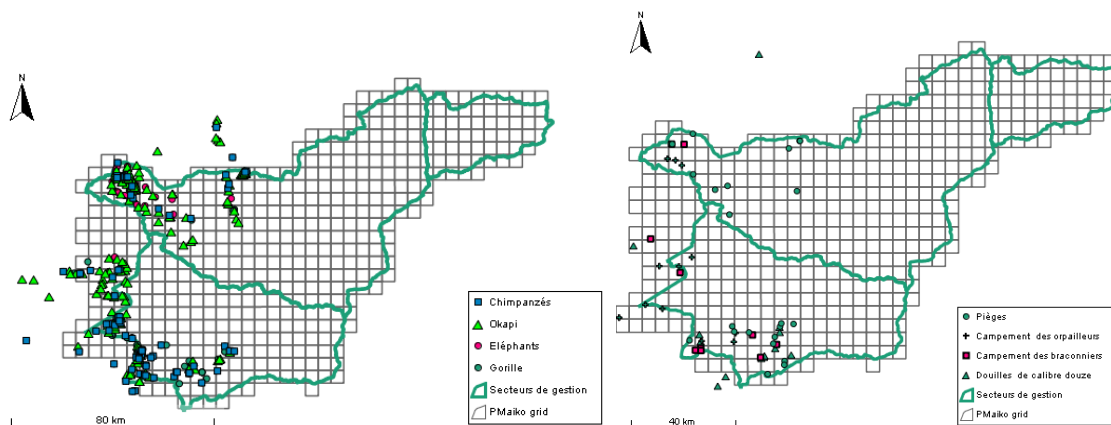 N
Chimpanzés
Okapi
Eléphants
Gorille
Secteurs de gestion
PMaiko grid
80 km
N
Pièges
Campement des orpailleurs
Campement des braconniers
Douilles de calibre douze
Secteurs de gestion
PMaiko grid
40 km